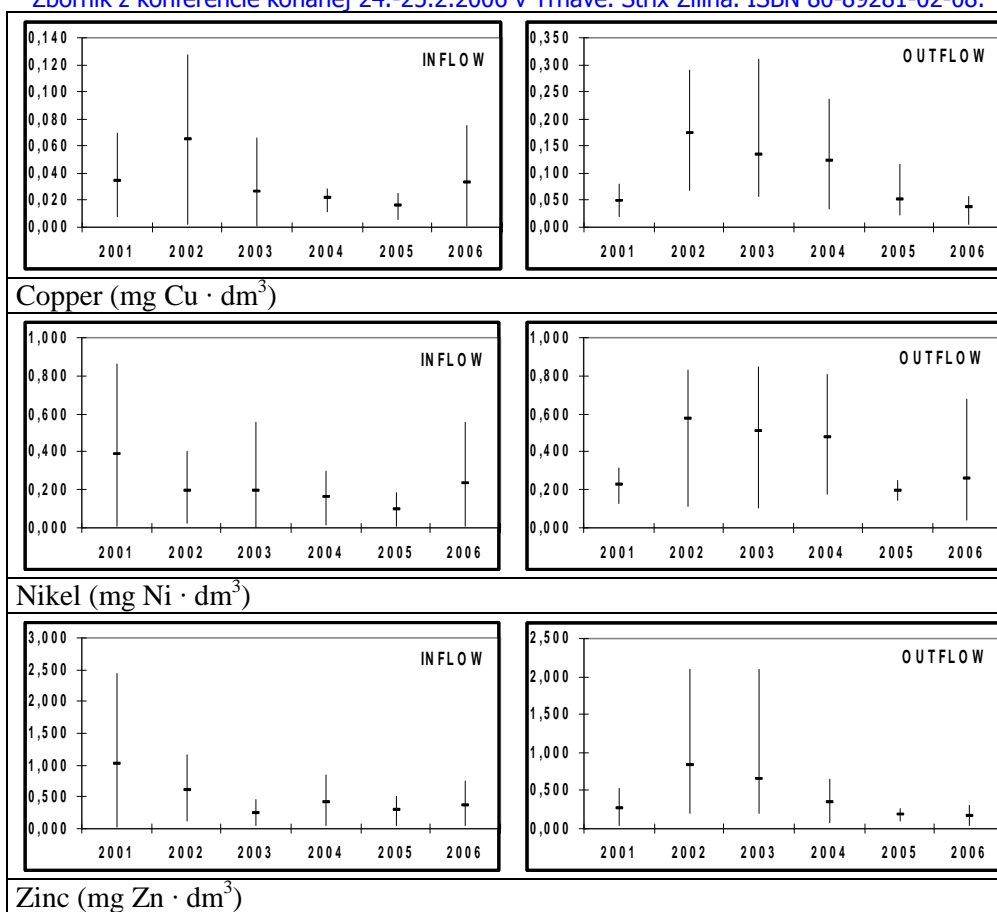 Zborník z konferencie konanej 24.-25.2.2006 v Trnave. Strix Žilina. ISBN 80-89281-02-08.
INFLOW
0,140
0,120
0,100
0,080
0,060
0,040
0,020
0,000
2001 2002 2003 2004 2005 2006
OUTFLOW
0,350
0,300
0,250
0,200
0,150
0,100
0,050
0,000
2001 2002 2003 2004 2005 2006
Copper (mg Cu · dm³)
1,000
INFLOW
0,800
0,600
0,400
0,200
0,000
2001 2002 2003 2004 2005 2006
1,000
OUTFLOW
0,800
0,600
0,400
0,200
0,000
2001 2002 2003 2004 2005 2006
Nikel (mg Ni · dm³)
3,000
INFLOW
2,500
2,000
1,500
1,000
0,500
0,000
2001 2002 2003 2004 2005 2006
2,500
OUTFLOW
2,000
1,500
1,000
0,500
0,000
2001 2002 2003 2004 2005 2006
Zinc (mg Zn · dm³)